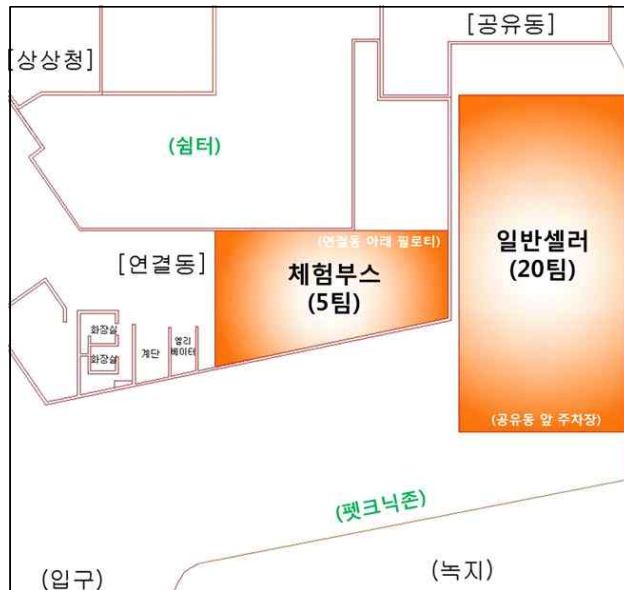 [공유동]
[상상청]
(쉼터)
(연결동 아래 필로티)
일반셀러
(20팀)
[연결동]
체험부스
(5팀)
화장실
화장실
계단
엘리
베이터
(공유동 앞 주차장)
(펫크닉존)
(입구)
(녹지)